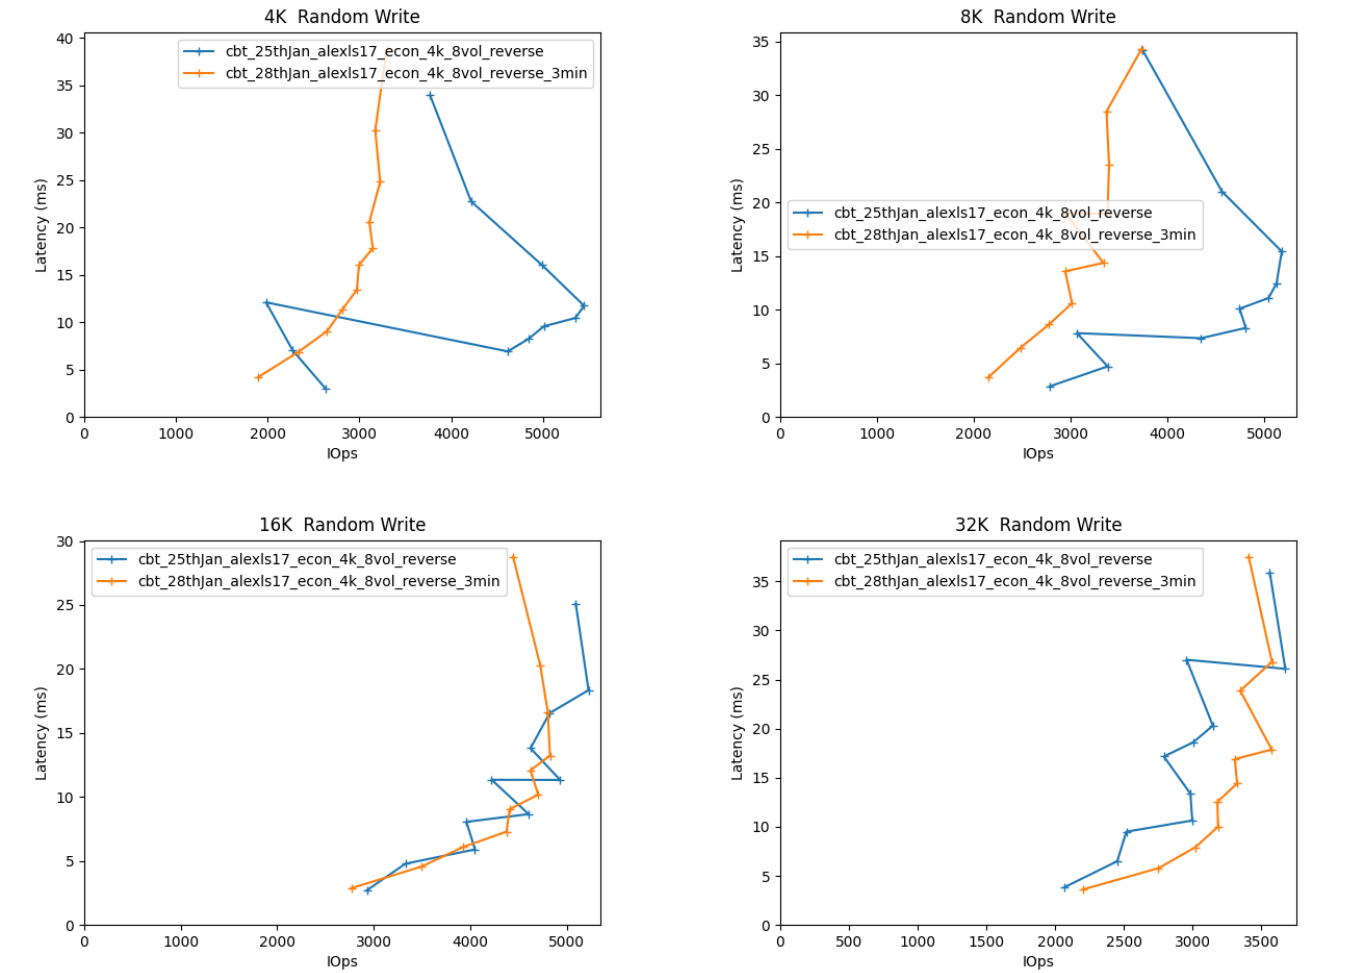 4K  Random Write
cbt_25thJan_alexls17_econ_4k_8vol_reverse
cbt_28thJan_alexls17_econ_4k_8vol_reverse_3min
40
35
30
25
20
15
10
5
0
Latency (ms)
0 1000 2000 3000 4000 5000
IOps
8K  Random Write
35
30
25
20
15
10
5
0
Latency (ms)
cbt_25thJan_alexls17_econ_4k_8vol_reverse
cbt_28thJan_alexls17_econ_4k_8vol_reverse_3min
0 1000 2000 3000 4000 5000
IOps
16K  Random Write
cbt_25thJan_alexls17_econ_4k_8vol_reverse
cbt_28thJan_alexls17_econ_4k_8vol_reverse_3min
30
25
20
15
10
5
0
Latency (ms)
0 1000 2000 3000 4000 5000
IOps
32K  Random Write
cbt_25thJan_alexls17_econ_4k_8vol_reverse
cbt_28thJan_alexls17_econ_4k_8vol_reverse_3min
35
30
25
20
15
10
5
0
Latency (ms)
0 500 1000 1500 2000 2500 3000 3500
IOps